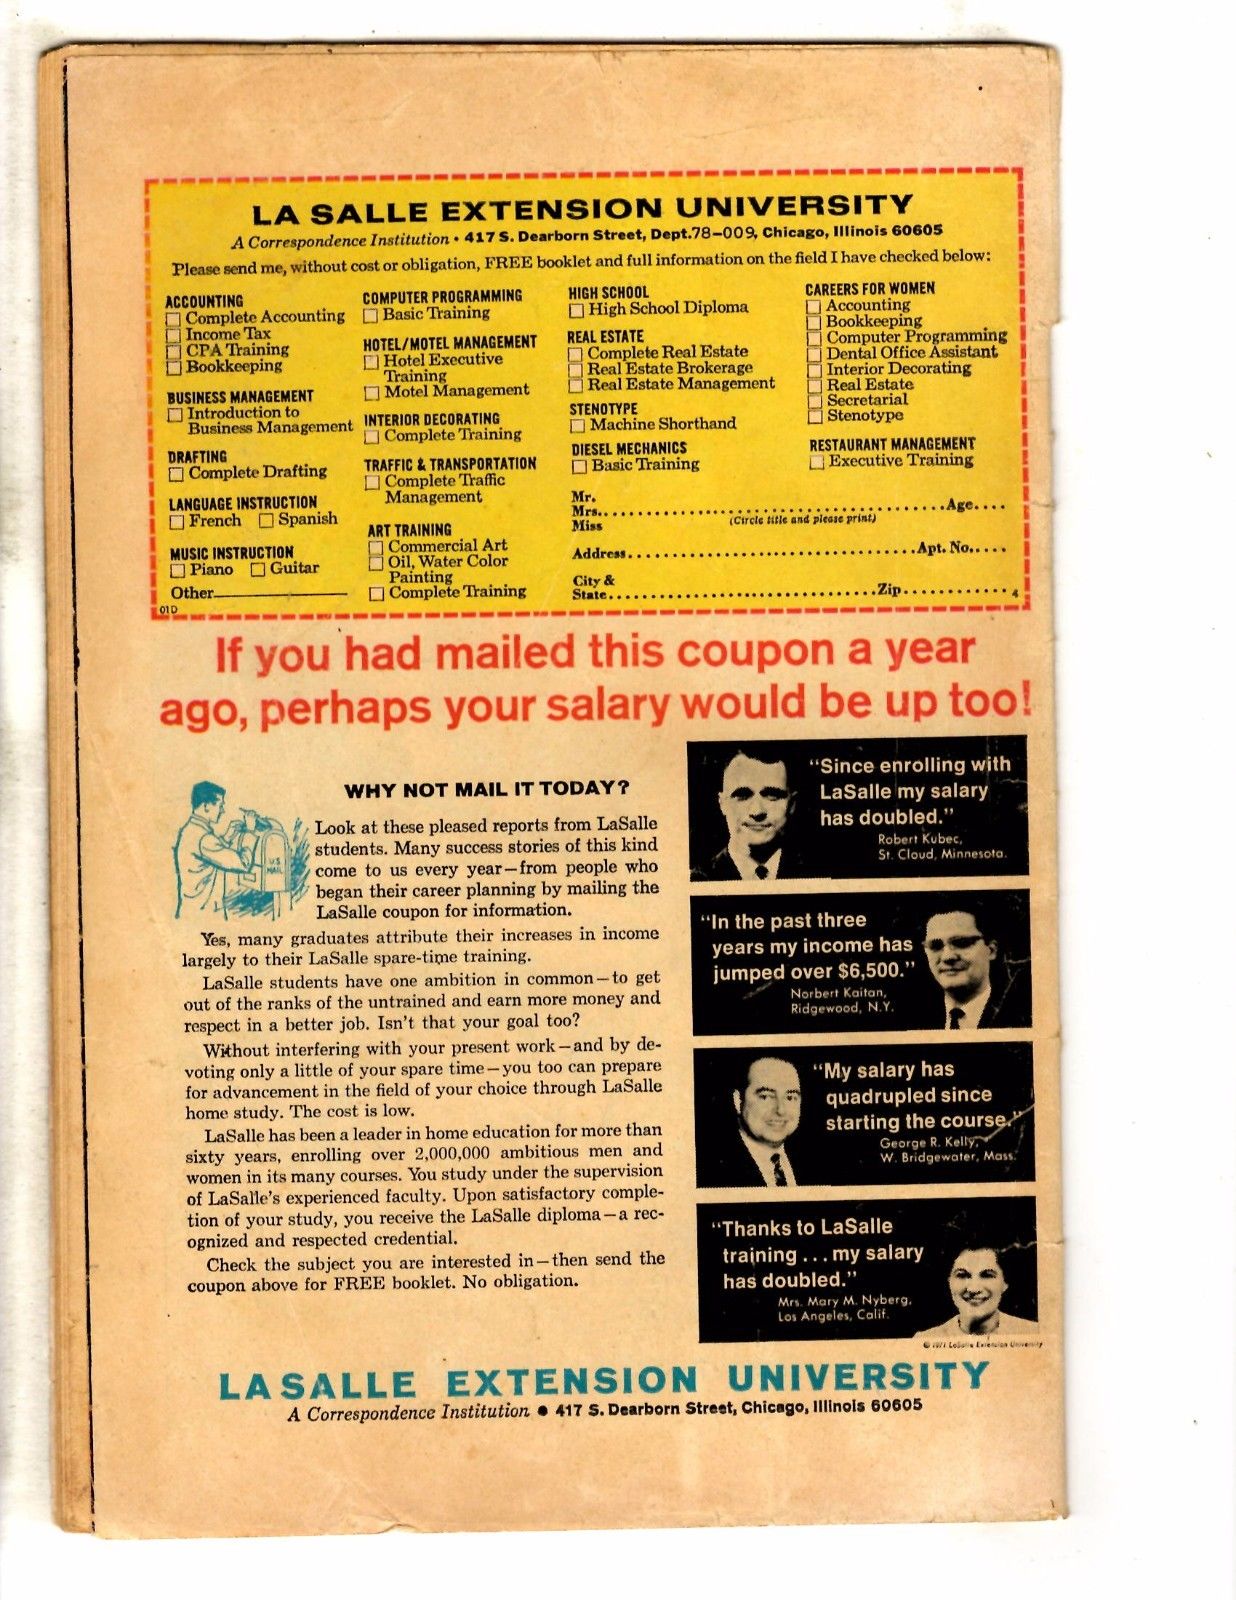 LA SALLE EXTENSION UNIVERSITY
A Correspondence Institution • 417 S. Dearborn Street, Dept.78-009, Chicago, Illinois 60605
Please send me, without cost or obligation, FREE booklet and full information on the field I have checked below:
ACCOUNTING
Complete Accounting
Income Tax
CPA Training
Bookkeeping
BUSINESS MANAGEMENT
Introduction to
Business Management
DRAFTING
Complete Drafting
LANGUAGE INSTRUCTION
French Spanish
MUSIC INSTRUCTION
Piano Guitar
Other
01D
COMPUTER PROGRAMMING
Basic Training
HOTEL/MOTEL MANAGEMENT
Hotel Executive
Training
Motel Management
INTERIOR DECORATING
Complete Training
TRAFFIC & TRANSPORTATION
Complete Traffic
Management
ART TRAINING
Commercial Art
Oil, Water Color
Painting
Complete Training
HIGH SCHOOL
High School Diploma
REAL ESTATE
Complete Real Estate
Real Estate Brokerage
Real Estate Management
STENOTYPE
Machine Shorthand
DIESEL MECHANICS
Basic Training
CAREERS FOR WOMEN
Accounting
Bookkeeping
Computer Programming
Dental Office Assistant
Interior Decorating
Real Estate
Secretarial
Stenotype
RESTAURANT MANAGEMENT
Executive Training
Mr.
Mrs. Age
Miss (Circle title and please print)
Address Apt. No.
City &
State Zip 4
If you had mailed this coupon a year
ago, perhaps your salary would be up too!
WHY NOT MAIL IT TODAY?
U.S.
MAIL
Look at these pleased reports from LaSalle
students. Many success stories of this kind
come to us every year—from people who
began their career planning by mailing the
LaSalle coupon for information.
Yes, many graduates attribute their increases in income
largely to their LaSalle spare-time training.
LaSalle students have one ambition in common—to get
out of the ranks of the untrained and earn more money and
respect in a better job. Isn't that your goal too?
Without interfering with your present work—and by de-
voting only a little of your spare time—you too can prepare
for advancement in the field of your choice through LaSalle
home study. The cost is low.
LaSalle has been a leader in home education for more than
sixty years, enrolling over 2,000,000 ambitious men and
women in its many courses. You study under the supervision
of LaSalle's experienced faculty. Upon satisfactory comple-
tion of your study, you receive the LaSalle diploma—a rec-
ognized and respected credential.
Check the subject you are interested in—then send the
coupon above for FREE booklet. No obligation.
"Since enrolling with
LaSalle my salary
has doubled."
Robert Kubec,
St. Cloud, Minnesota.
"In the past three
years my income has
jumped over $6,500."
Norbert Kaitan,
Ridgewood, N.Y.
"My salary has
quadrupled since
starting the course."
George R. Kelly,
W. Bridgewater, Mass.
"Thanks to LaSalle
training ... my salary
has doubled."
Mrs. Mary M. Nyberg,
Los Angeles, Calif.
© 1971 LaSalle Extension University
LASALLE EXTENSION UNIVERSITY
A Correspondence Institution • 417 S. Dearborn Street, Chicago, Illinois 60605